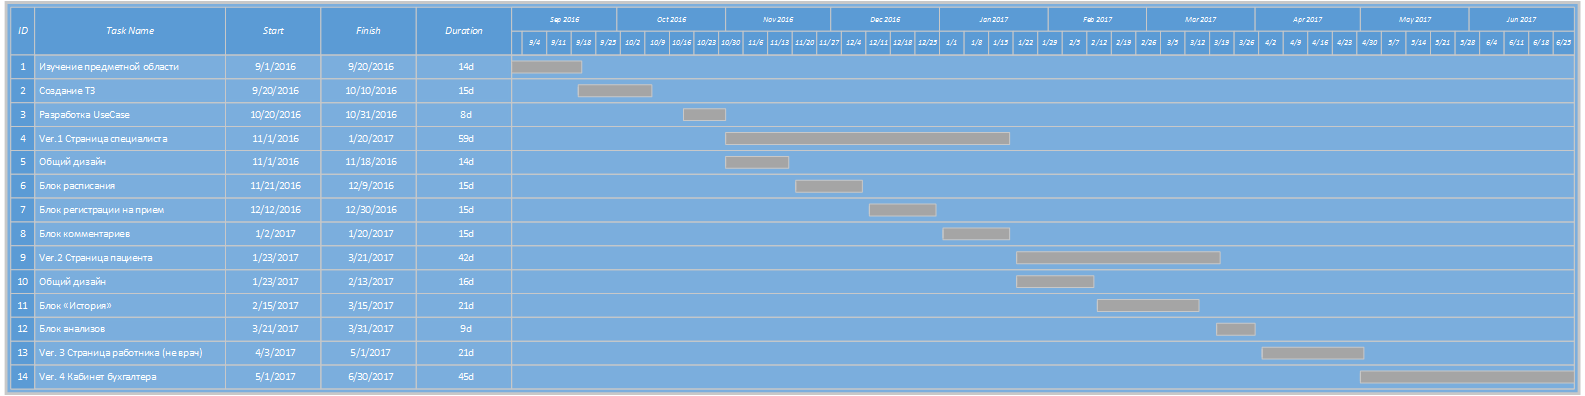 ID Task Name Start Finish Duration Sep 2016 Oct 2016 Nov 2016 Dec 2016 Jan 2017 Feb 2017 Mar 2017 Apr 2017 May 2017 Jun 2017
9/4 9/11 9/18 9/25 10/2 10/9 10/16 10/23 10/30 11/6 11/13 11/20 11/27 12/4 12/11 12/18 12/25 1/1 1/8 1/15 1/22 1/29 2/5 2/12 2/19 2/26 3/5 3/12 3/19 3/26 4/2 4/9 4/16 4/23 4/30 5/7 5/14 5/21 5/28 6/4 6/11 6/18 6/25
1 Изучение предметной области 9/1/2016 9/20/2016 14d
2 Создание ТЗ 9/20/2016 10/10/2016 15d
3 Разработка UseCase 10/20/2016 10/31/2016 8d
4 Ver.1 Страница специалиста 11/1/2016 1/20/2017 59d
5 Общий дизайн 11/1/2016 11/18/2016 14d
6 Блок расписания 11/21/2016 12/9/2016 15d
7 Блок регистрации на прием 12/12/2016 12/30/2016 15d
8 Блок комментариев 1/2/2017 1/20/2017 15d
9 Ver.2 Страница пациента 1/23/2017 3/21/2017 42d
10 Общий дизайн 1/23/2017 2/13/2017 16d
11 Блок «История» 2/15/2017 3/15/2017 21d
12 Блок анализов 3/21/2017 3/31/2017 9d
13 Ver. 3 Страница работника (не врач) 4/3/2017 5/1/2017 21d
14 Ver. 4 Кабинет бухгалтера 5/1/2017 6/30/2017 45d